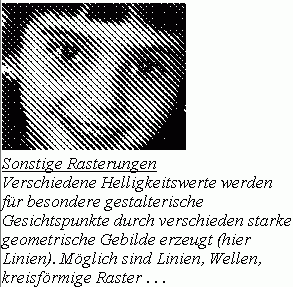 Sonstige Rasterungen
Verschiedene Helligkeitswerte werden
für besondere gestalterische
Gesichtspunkte durch verschieden starke
geometrische Gebilde erzeugt (hier
Linien). Möglich sind Linien, Wellen,
kreisförmige Raster . . .